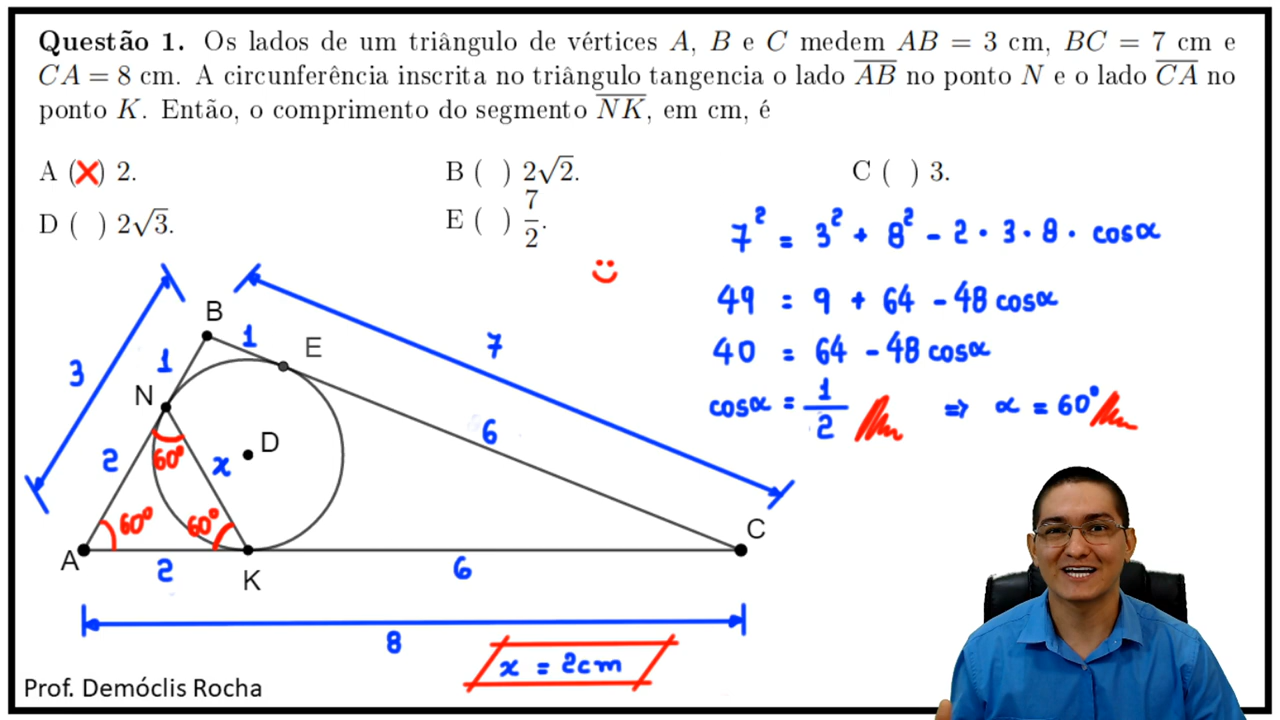 Questão 1. Os lados de um triângulo de vértices A, B e C medem AB = 3 cm, BC = 7 cm e
CA = 8 cm. A circunferência inscrita no triângulo tangencia o lado \overline{AB} no ponto N e o lado \overline{CA} no
ponto K. Então, o comprimento do segmento \overline{NK}, em cm, é
A (X) 2. B ( ) 2√2. C ( ) 3.
D ( ) 2√3. E ( ) 7/2.
7² = 3² + 8² - 2 · 3 · 8 · cosα
49 = 9 + 64 - 48 cosα
40 = 64 - 48 cosα
cosα = 1/2 ⇒ α = 60°
B
1
E
7
3
1
N
6
D
2
60°
x
60°
60°
C
A
2
K
6
8
x = 2cm
Prof. Demóclis Rocha